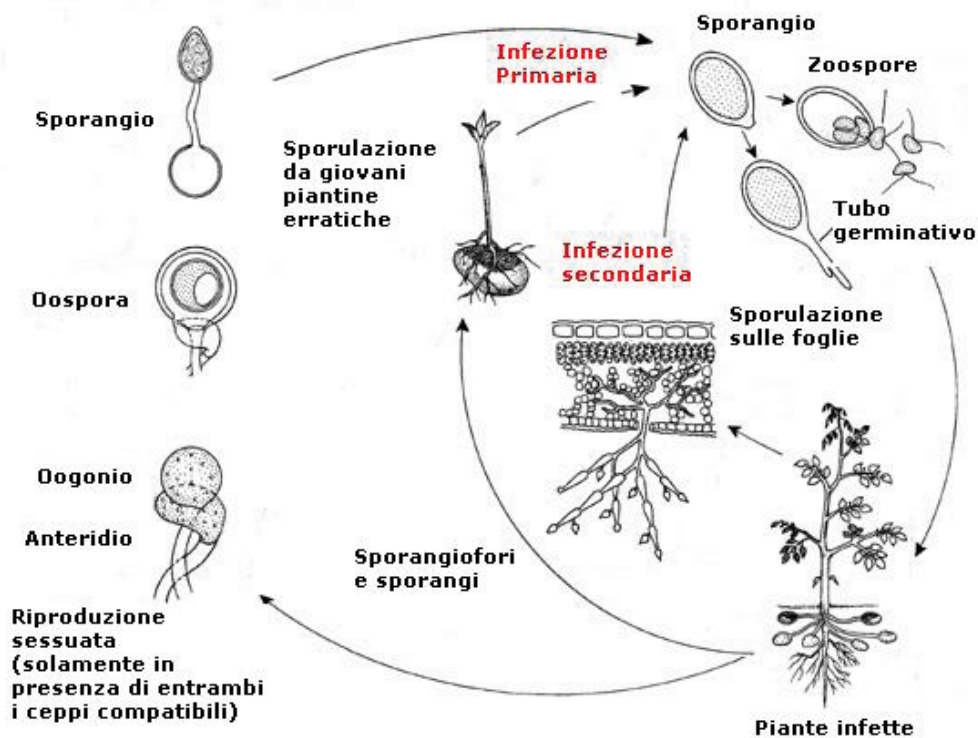 Sporangio
Infezione
Primaria
Zoospore
Sporangio
Sporulazione
da giovani
piantine
erratiche
Tubo
germinativo
Infezione
secondaria
Oospora
Sporulazione
sulle foglie
Oogonio
Anteridio
Sporangiofori
e sporangi
Riproduzione
sessuata
(solamente in
presenza di entrambi
i ceppi compatibili)
Piante infette